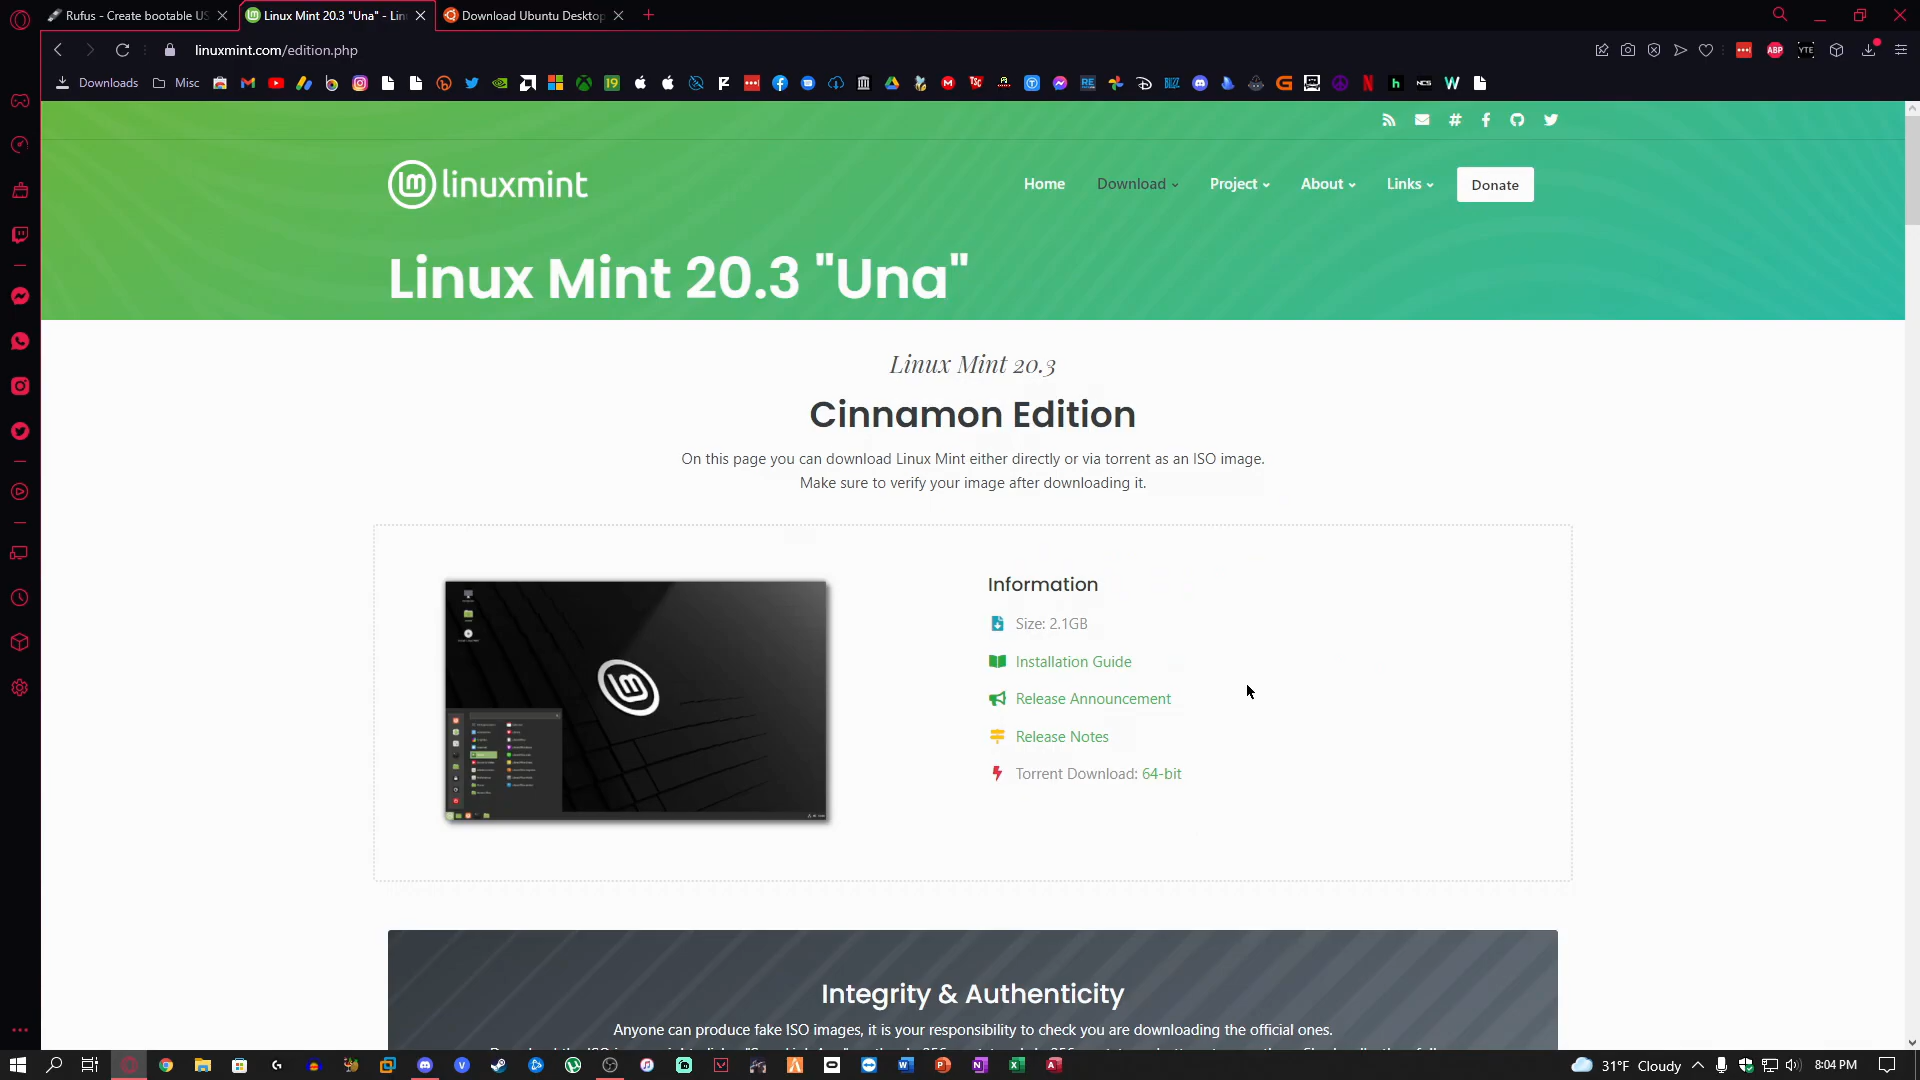 Rufus - Create bootable US
Linux Mint 20.3 "Una" - Lin
Download Ubuntu Desktop
linuxmint.com/edition.php
ABP
YTE
Downloads
Misc
linuxmint
Home
Download
Project
About
Links
Donate
Linux Mint 20.3 "Una"
Linux Mint 20.3
Cinnamon Edition
On this page you can download Linux Mint either directly or via torrent as an ISO image.
Make sure to verify your image after downloading it.
Information
Size: 2.1GB
Installation Guide
Release Announcement
Release Notes
Torrent Download: 64-bit
Integrity & Authenticity
Anyone can produce fake ISO images, it is your responsibility to check you are downloading the official ones.
31°F Cloudy
8:04 PM